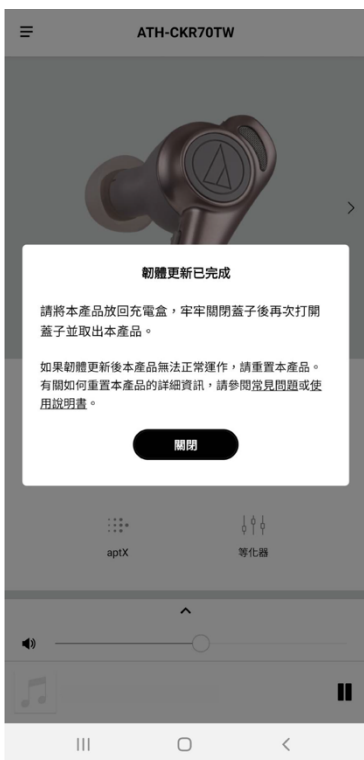 ATH-CKR70TW
韌體更新已完成
請將本產品放回充電盒，牢牢關閉蓋子後再次打開
蓋子並取出本產品。
如果韌體更新後本產品無法正常運作，請重置本產品。
有關如何重置本產品的詳細資訊，請參閱常見問題或使
用說明書。
關閉
aptX
等化器